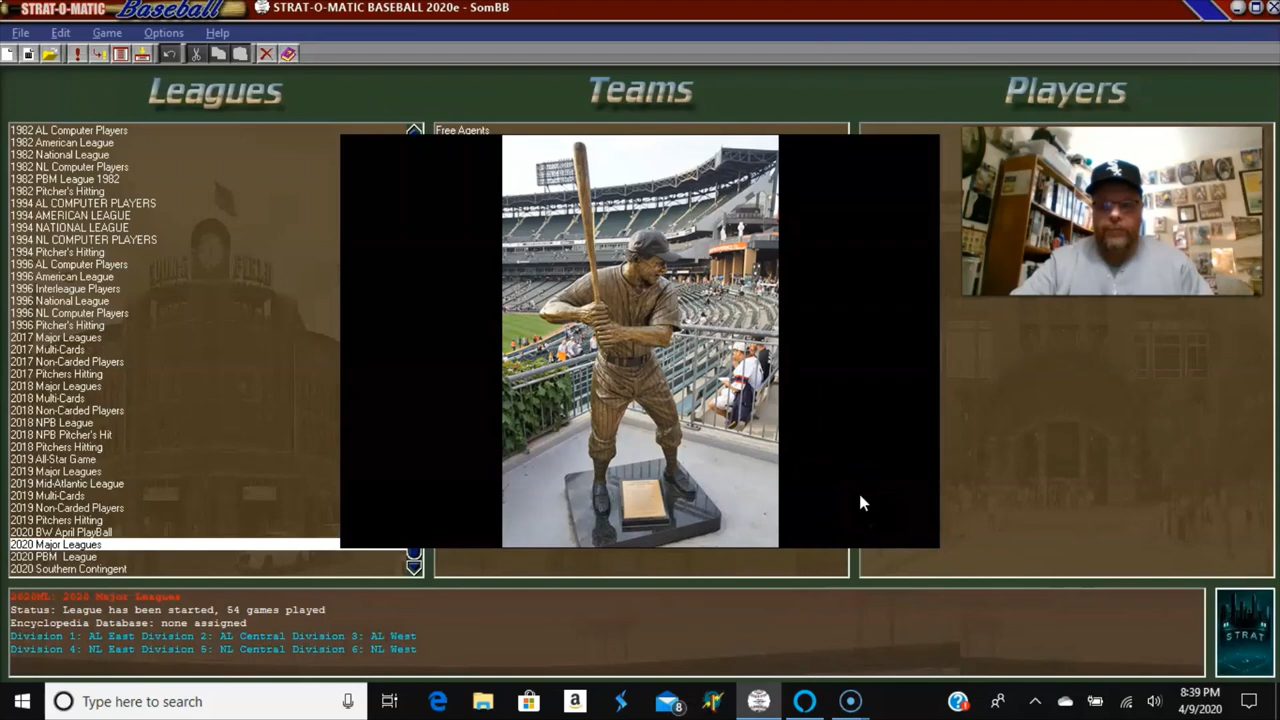 STRAT-O-MATIC Baseball STRAT-O-MATIC BASEBALL 2020e - SomBB
File Edit Game Options Help
Leagues Teams Players
1982 AL Computer Players
1982 American League
1982 National League
1982 NL Computer Players
1982 PBM League 1982
1982 Pitcher's Hitting
1994 AL COMPUTER PLAYERS
1994 AMERICAN LEAGUE
1994 NATIONAL LEAGUE
1994 NL COMPUTER PLAYERS
1994 Pitcher's Hitting
1996 AL Computer Players
1996 American League
1996 Interleague Players
1996 National League
1996 NL Computer Players
1996 Pitcher's Hitting
2017 Major Leagues
2017 Multi-Cards
2017 Non-Carded Players
2017 Pitchers Hitting
2018 Major Leagues
2018 Multi-Cards
2018 Non-Carded Players
2018 NPB League
2018 NPB Pitcher's Hit
2018 Pitchers Hitting
2019 All-Star Game
2019 Major Leagues
2019 Mid-Atlantic League
2019 Multi-Cards
2019 Non-Carded Players
2019 Pitchers Hitting
2020 BW April PlayBall
2020 Major Leagues
2020 PBM League
2020 Southern Contingent
Free Agents
2020ML: 2020 Major Leagues
Status: League has been started, 54 games played
Encyclopedia Database: none assigned
Division 1: AL East Division 2: AL Central Division 3: AL West
Division 4: NL East Division 5: NL Central Division 6: NL West
STRAT
Type here to search
8
8:39 PM
4/9/2020